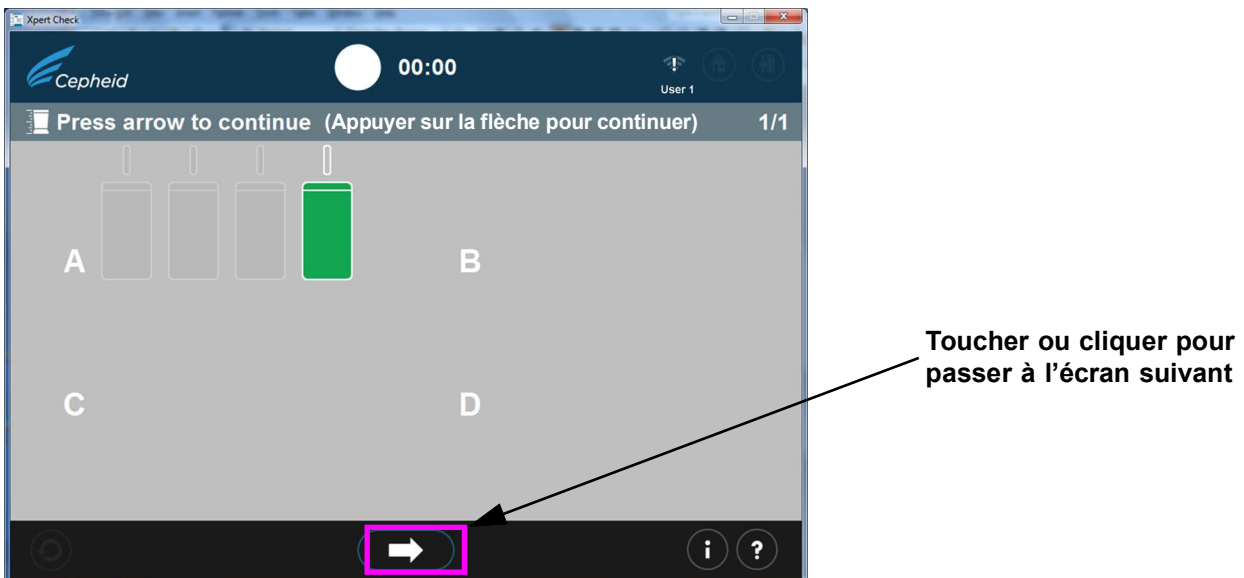 Xpert Check
Cepheid
00:00
User 1
Press arrow to continue (Appuyer sur la flèche pour continuer) 1/1
A
B
C
D
i ?
Toucher ou cliquer pour
passer à l’écran suivant